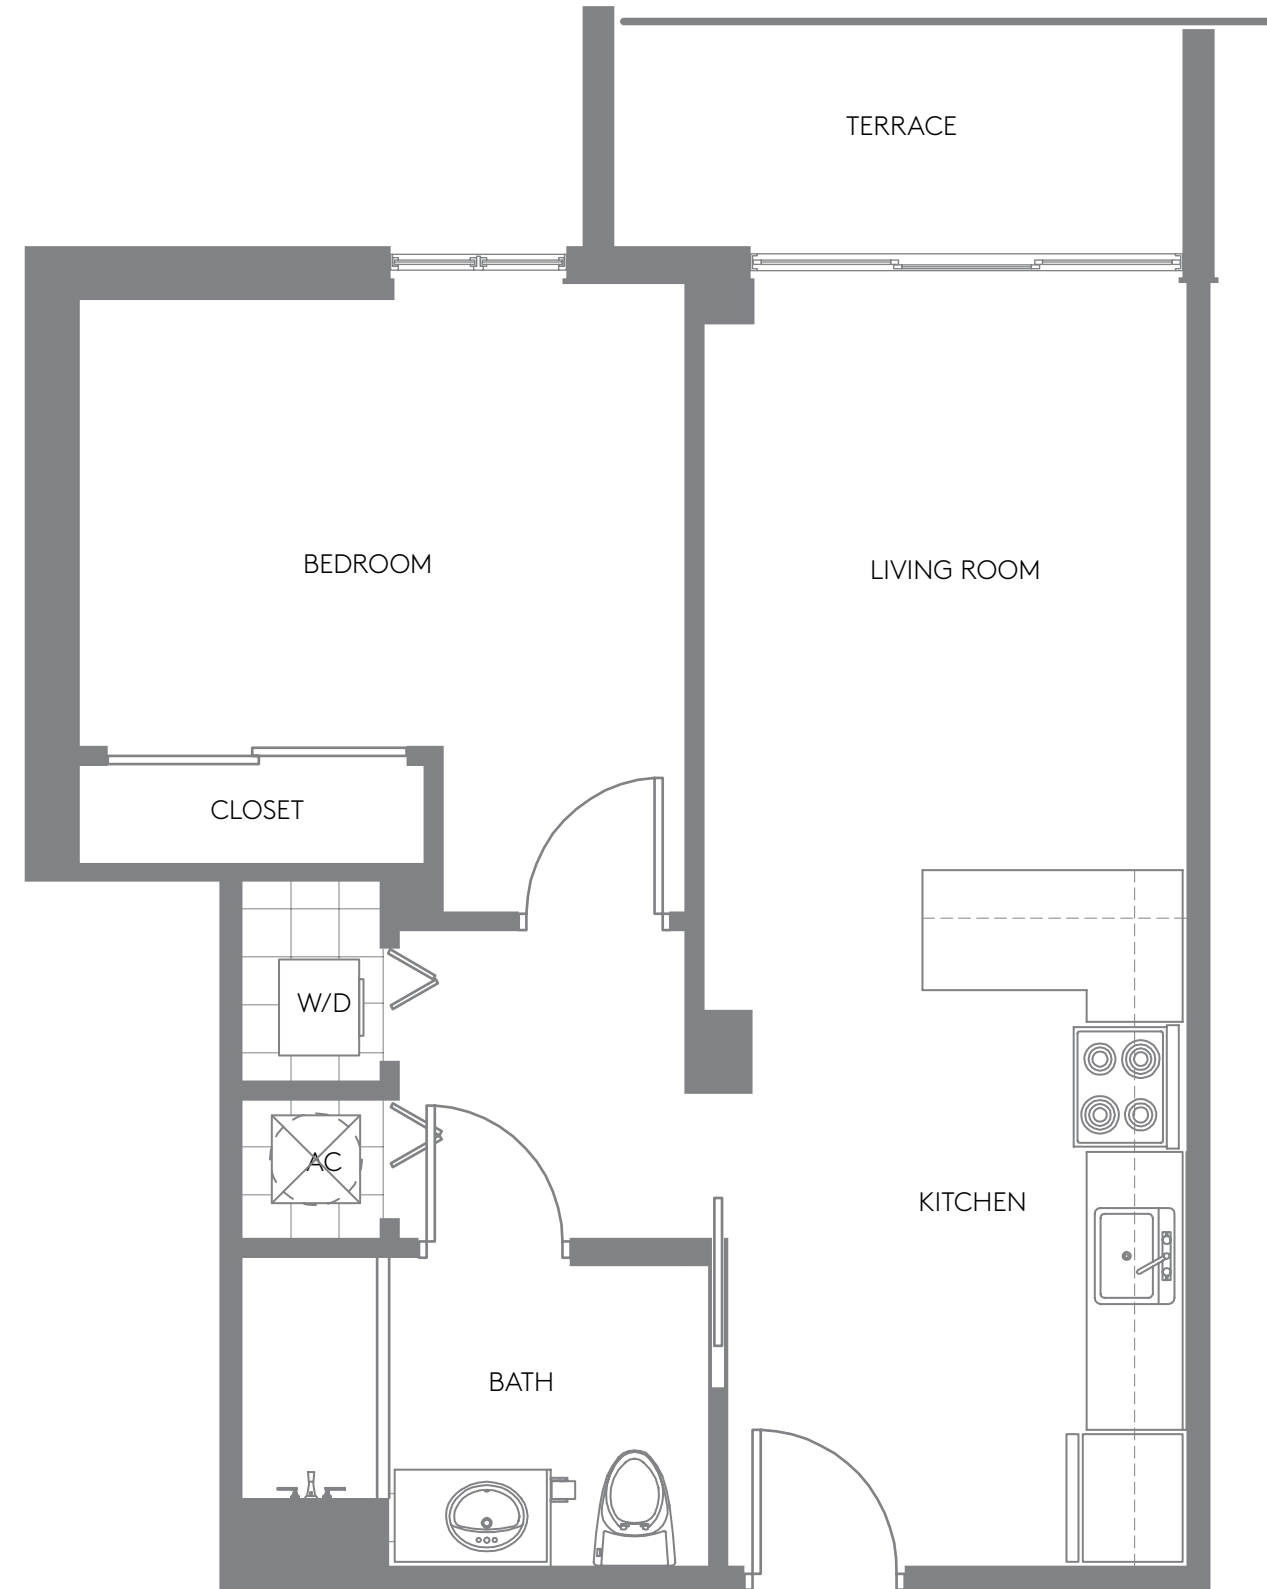 TERRACE
BEDROOM
LIVING ROOM
CLOSET
W/D
AC
KITCHEN
BATH